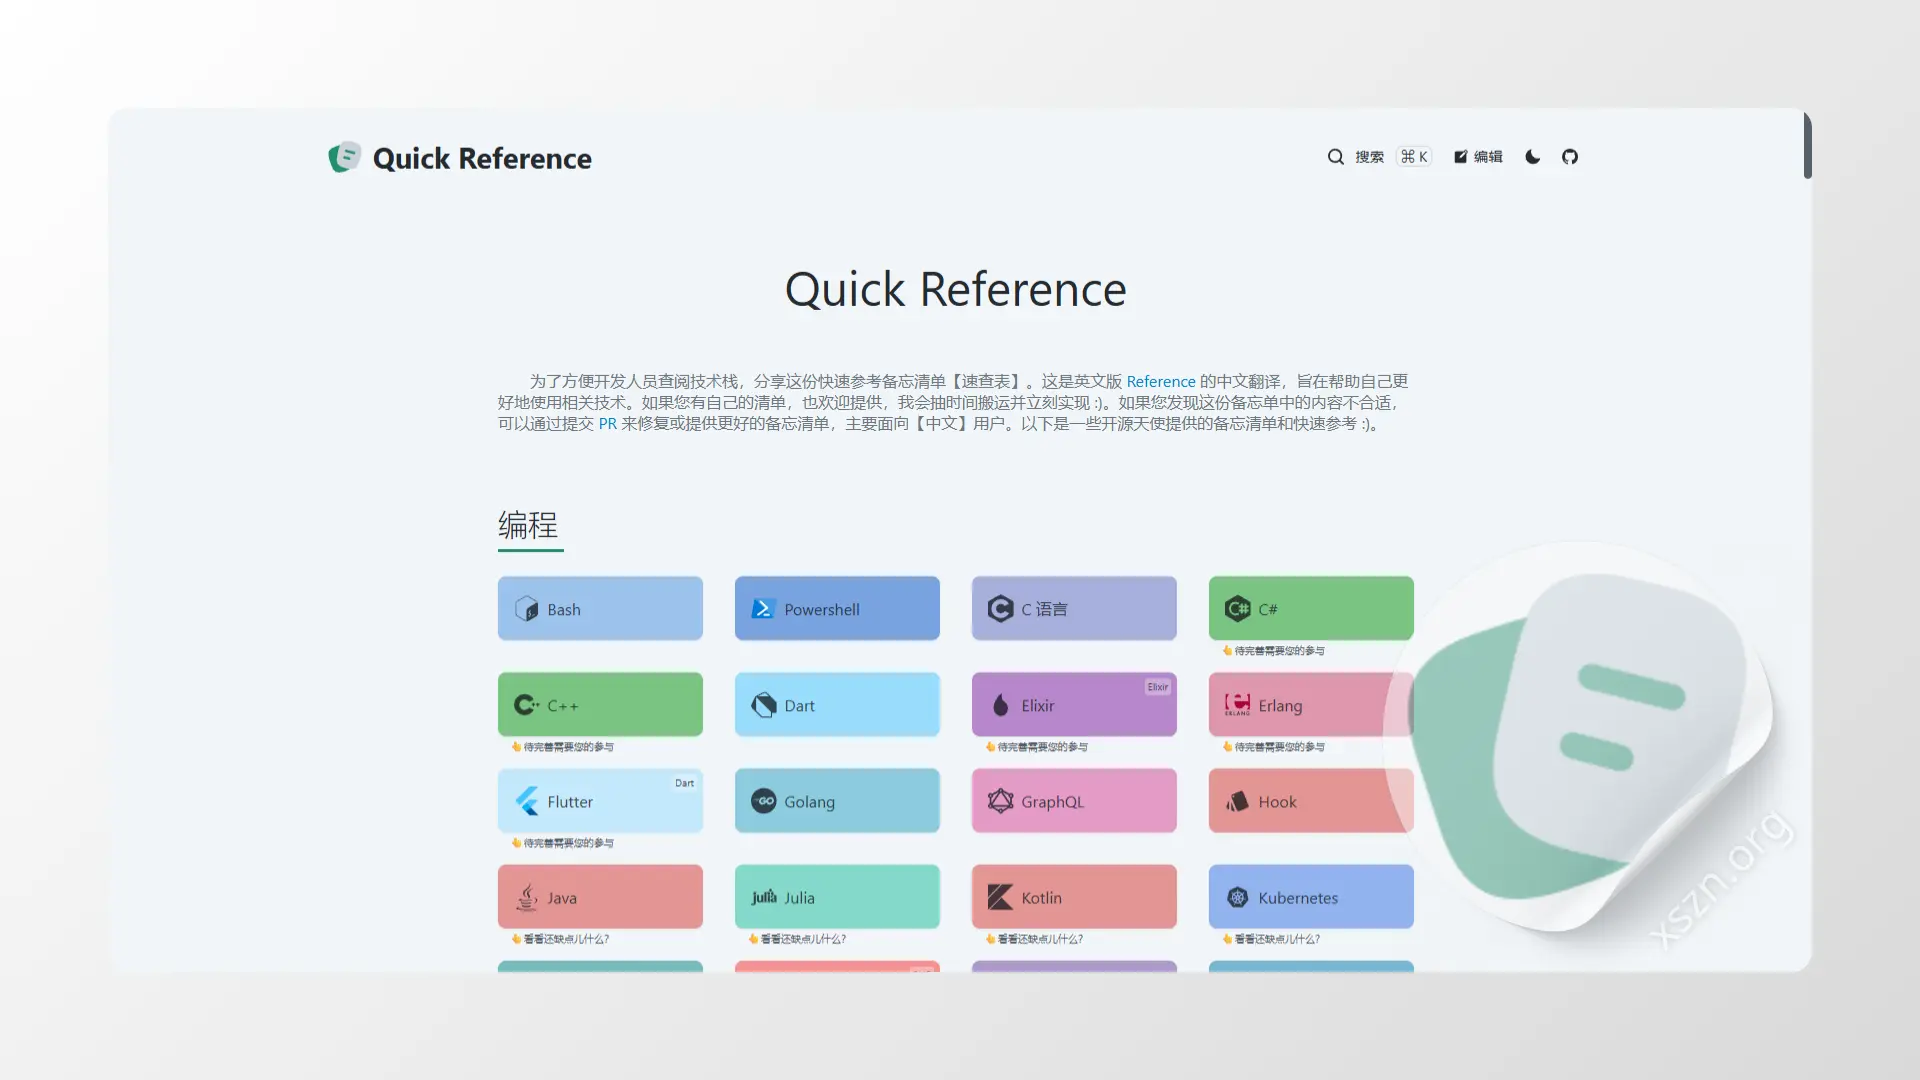 Quick Reference
搜索 ⌘ K 编辑
Quick Reference
为了方便开发人员查阅技术栈，分享这份快速参考备忘清单【速查表】。这是英文版 Reference 的中文翻译，旨在帮助自己更
好地使用相关技术。如果您有自己的清单，也欢迎提供，我会抽时间搬运并立刻实现 :)。如果您发现这份备忘单中的内容不合适，
可以通过提交 PR 来修复或提供更好的备忘清单，主要面向【中文】用户。以下是一些开源天使提供的备忘清单和快速参考 :)。
编程
Bash
Powershell
C 语言
C#
👆待完善需要您的参与
C++
👆待完善需要您的参与
Dart
Elixir
Elixir
👆待完善需要您的参与
ERLANG
Erlang
👆待完善需要您的参与
Dart
Flutter
👆待完善需要您的参与
GO
Golang
GraphQL
Hook
Java
👆看看还缺点儿什么?
julia
Julia
👆看看还缺点儿什么?
Kotlin
👆看看还缺点儿什么?
Kubernetes
👆看看还缺点儿什么?
xszn.org